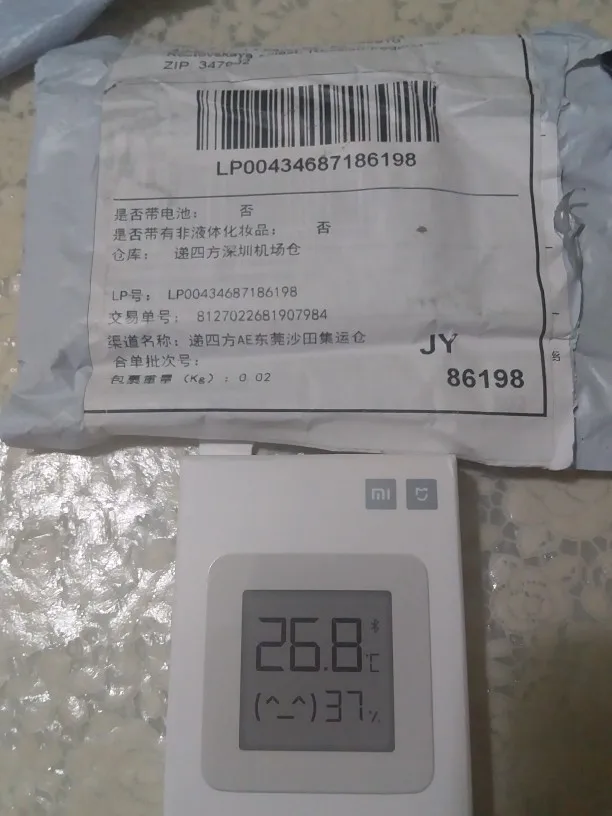 Rostovskaya
ZIP 347
LP00434687186198
是否带电池： 否
是否带有非液体化妆品： 否
仓库： 递四方深圳机场仓
LP号： LP00434687186198
交易单号： 8127022681907984
渠道名称：递四方AE东莞沙田集运仓
合单批次号：
包裹重量（Kg）：0.02
JY
86198
mi
26.8 °C
(^_^) 37 %